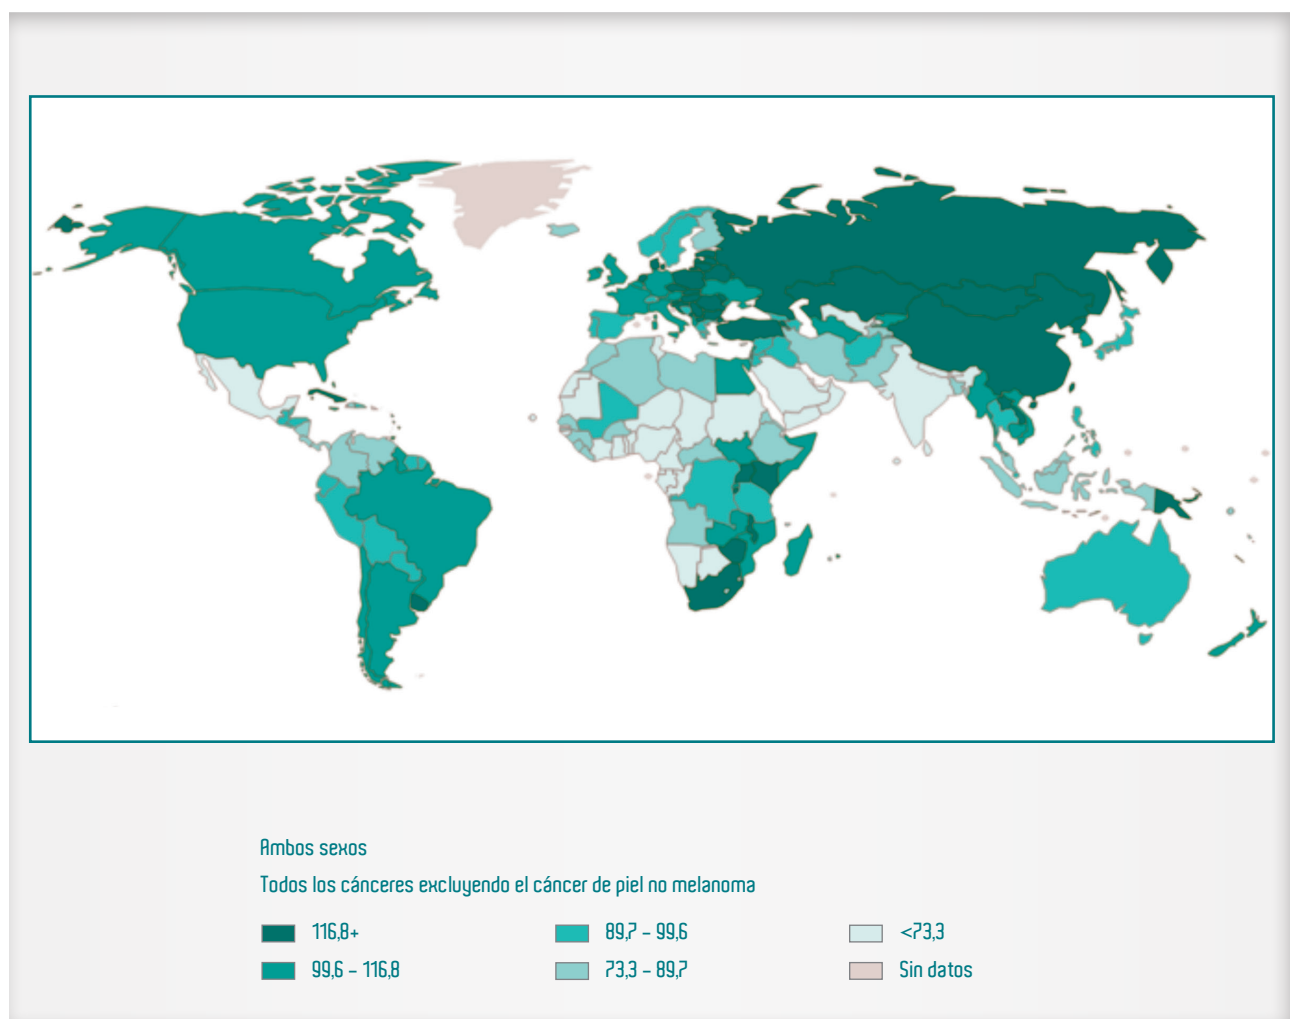 Ambos sexos
Todos los cánceres excluyendo el cáncer de piel no melanoma
116,8+
89,7 – 99,6
<73,3
99,6 – 116,8
73,3 – 89,7
Sin datos